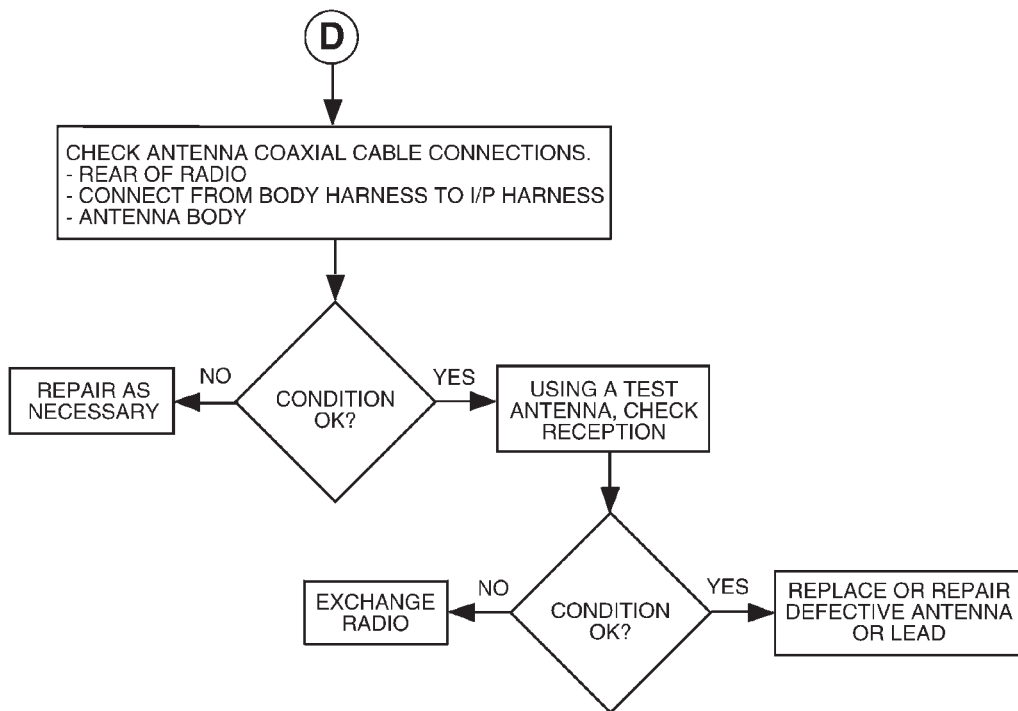 D
CHECK ANTENNA COAXIAL CABLE CONNECTIONS.
- REAR OF RADIO
- CONNECT FROM BODY HARNESS TO I/P HARNESS
- ANTENNA BODY
NO
YES
REPAIR AS
NECESSARY
CONDITION
OK?
USING A TEST
ANTENNA, CHECK
RECEPTION
NO
YES
EXCHANGE
RADIO
CONDITION
OK?
REPLACE OR REPAIR
DEFECTIVE ANTENNA
OR LEAD